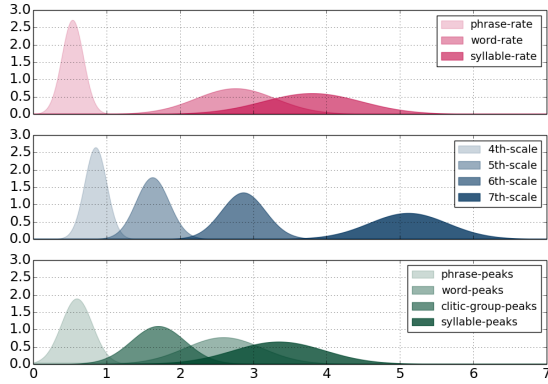 3.0
2.5
2.0
1.5
1.0
0.5
0.0
phrase-rate
word-rate
syllable-rate
3.0
2.5
2.0
1.5
1.0
0.5
0.0
4th-scale
5th-scale
6th-scale
7th-scale
3.0
2.5
2.0
1.5
1.0
0.5
0.0
phrase-peaks
word-peaks
clitic-group-peaks
syllable-peaks
0 1 2 3 4 5 6 7